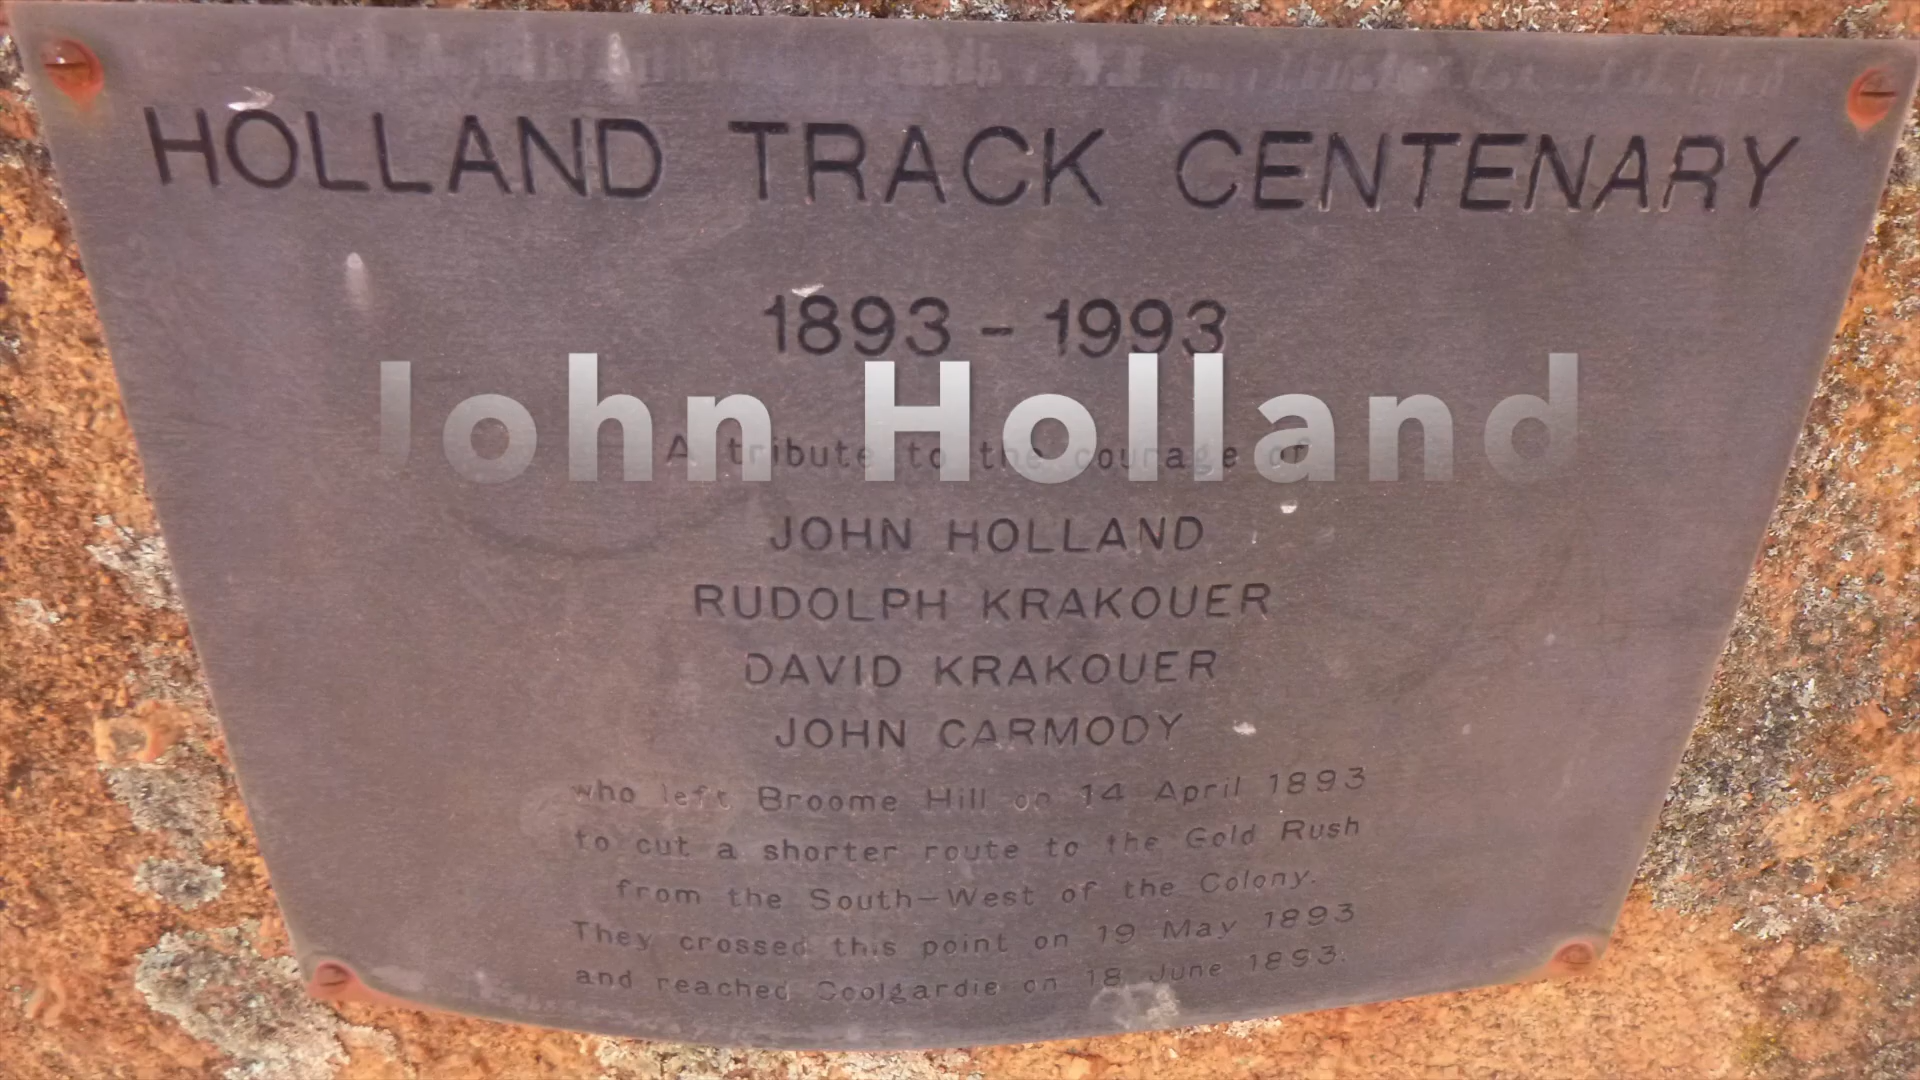 HOLLAND TRACK CENTENARY
1893 - 1993
John Holland
A tribute to the courage of
JOHN HOLLAND
RUDOLPH KRAKOUER
DAVID KRAKOUER
JOHN CARMODY
who left Broome Hill on 14 April 1893
to cut a shorter route to the Gold Rush
from the South-West of the Colony.
They crossed this point on 19 May 1893
and reached Coolgardie on 18 June 1893.